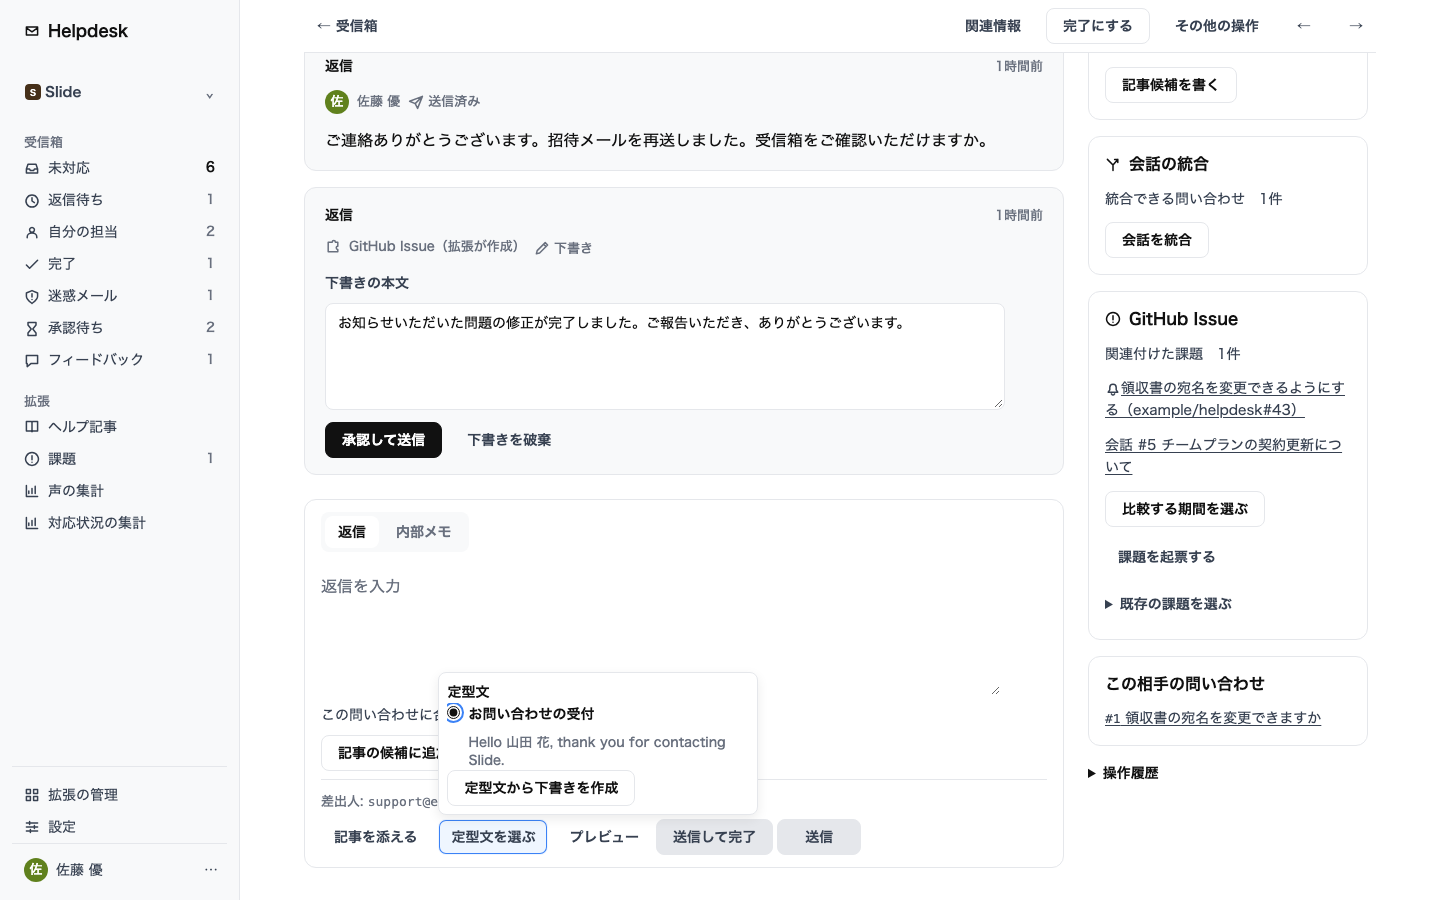 Helpdesk
S Slide
受信箱
未対応 6
返信待ち 1
自分の担当 2
完了 1
迷惑メール 1
承認待ち 2
フィードバック 1
拡張
ヘルプ記事
課題 1
声の集計
対応状況の集計
拡張の管理
設定
佐 佐藤 優 …
← 受信箱
関連情報
完了にする
その他の操作
← →
返信 1時間前
佐 佐藤 優 送信済み
ご連絡ありがとうございます。招待メールを再送しました。受信箱をご確認いただけますか。
返信 1時間前
GitHub Issue（拡張が作成） 下書き
下書きの本文
お知らせいただいた問題の修正が完了しました。ご報告いただき、ありがとうございます。
承認して送信 下書きを破棄
返信 内部メモ
返信を入力
この問い合わせに
記事の候補に追
差出人: support@e
定型文
お問い合わせの受付
Hello 山田 花, thank you for contacting
Slide.
定型文から下書きを作成
記事を添える 定型文を選ぶ プレビュー 送信して完了 送信
記事候補を書く
会話の統合
統合できる問い合わせ 1件
会話を統合
GitHub Issue
関連付けた課題 1件
領収書の宛名を変更できるようにす
る（example/helpdesk#43）
会話 #5 チームプランの契約更新につ
いて
比較する期間を選ぶ
課題を起票する
▶ 既存の課題を選ぶ
この相手の問い合わせ
#1 領収書の宛名を変更できますか
▶ 操作履歴